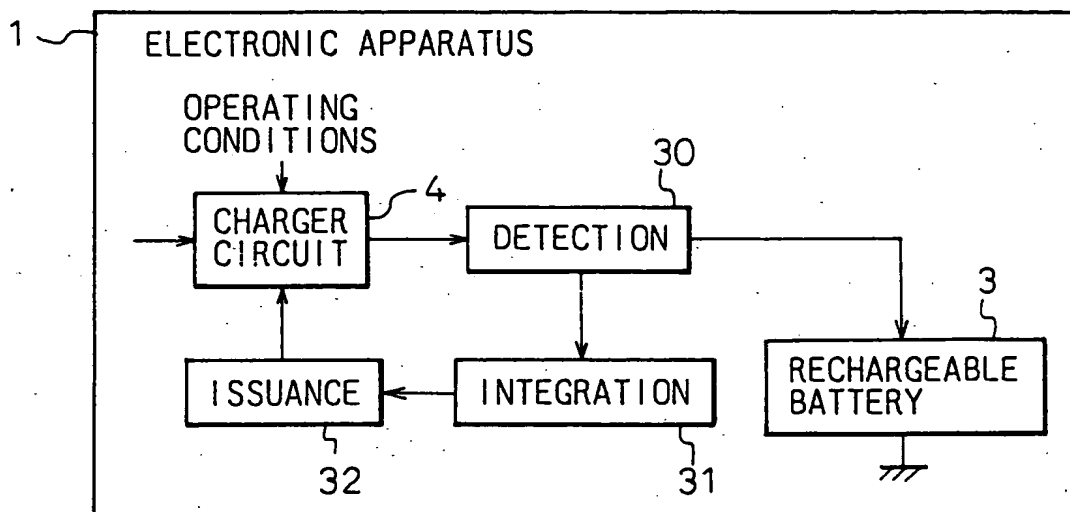 1
ELECTRONIC APPARATUS
OPERATING
CONDITIONS
4
30
CHARGER
CIRCUIT
DETECTION
3
ISSUANCE
INTEGRATION
RECHARGEABLE
BATTERY
32
31